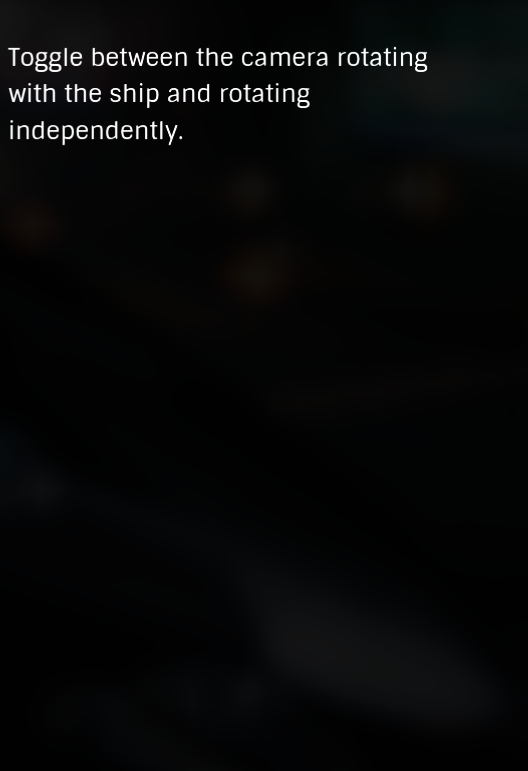 Toggle between the camera rotating
with the ship and rotating
independently.